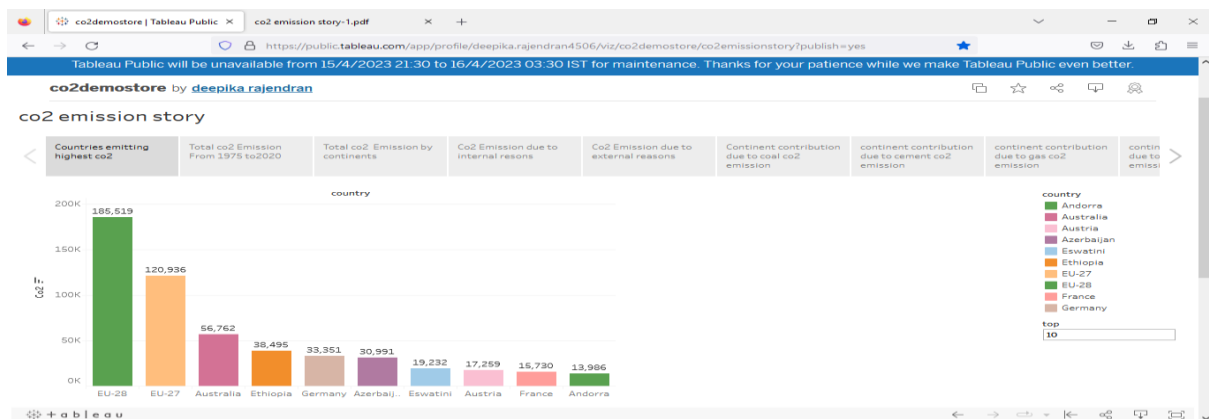 co2demostore | Tableau Public × co2 emission story-1.pdf × +
https://public.tableau.com/app/profile/deepika.rajendran4506/viz/co2demostore/co2emissionstory?publish=yes
Tableau Public will be unavailable from 15/4/2023 21:30 to 16/4/2023 03:30 IST for maintenance. Thanks for your patience while we make Tableau Public even better.
co2demostore by deepika rajendran
co2 emission story
Countries emitting highest co2
Total co2 Emission From 1975 to2020
Total co2 Emission by continents
Co2 Emission due to internal resons
Co2 Emission due to external reasons
Continent contribution due to coal co2 emission
continent contribution due to cement co2 emission
continent contribution due to gas co2 emission
contin due to emissi
country
200K
150K
100K
50K
0K
185,519
120,936
56,762
38,495
33,351
30,991
19,232
17,259
15,730
13,986
EU-28 EU-27 Australia Ethiopia Germany Azerbaij.. Eswatini Austria France Andorra
country
Andorra
Australia
Austria
Azerbaijan
Eswatini
Ethiopia
EU-27
EU-28
France
Germany
top
10
+ a b l e a u